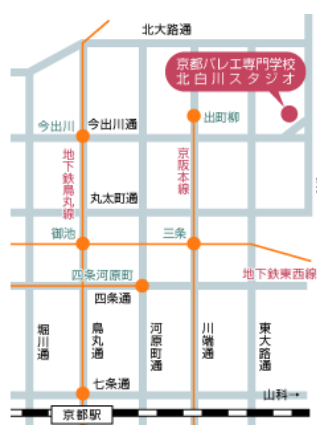 北大路通
京都バレエ専門学校
北白川スタジオ
今出川
今出川通
出町柳
地下鉄烏丸線
京阪本線
丸太町通
御池
三条
四条河原町
地下鉄東西線
四条通
堀川通
烏丸通
河原町通
川端通
東大路通
七条通
山科→
京都駅